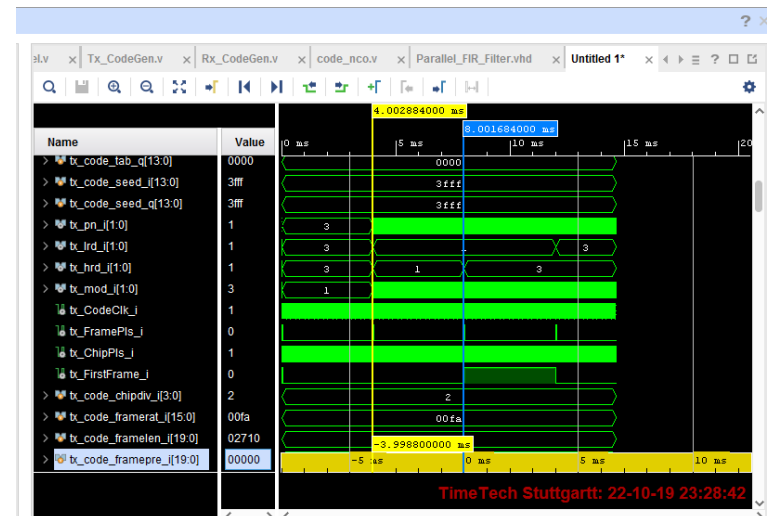 ?
el.v × Tx_CodeGen.v × Rx_CodeGen.v × code_nco.v × Parallel_FIR_Filter.vhd × Untitled 1* × ?
4.002884000 ms
8.001684000 ms
Name Value 0 ms 5 ms 10 ms 15 ms 20
tx_code_tab_q[13:0] 0000 0000
tx_code_seed_i[13:0] 3fff 3fff
tx_code_seed_q[13:0] 3fff 3fff
tx_pn_i[1:0] 1 3
tx_lrd_i[1:0] 1 3 3
tx_hrd_i[1:0] 1 3 1 3
tx_mod_i[1:0] 3 1
tx_CodeClk_i 1
tx_FramePls_i 0
tx_ChipPls_i 1
tx_FirstFrame_i 0
tx_code_chipdiv_i[3:0] 2 2
tx_code_framerat_i[15:0] 00fa 00fa
tx_code_framelen_i[19:0] 02710
-3.998800000 ms
tx_code_framepre_i[19:0] 00000 -5 ms 0 ms 5 ms 10 ms
TimeTech Stuttgartt: 22-10-19 23:28:42